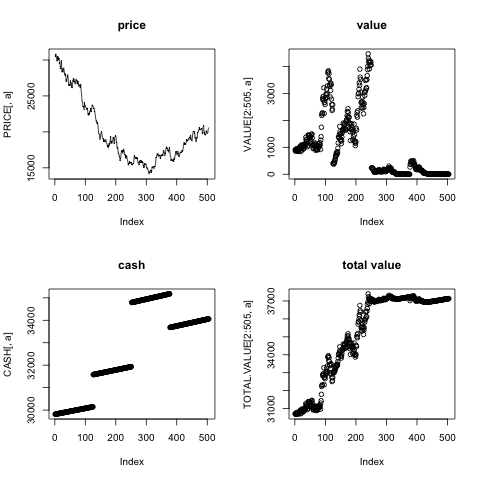 price
PRICE[, a]
15000 25000
0 100 200 300 400 500
Index
value
VALUE[2:505, a]
0 1000 3000
0 100 200 300 400 500
Index
cash
CASH[, a]
30000 32000 34000
0 100 200 300 400 500
Index
total value
TOTAL.VALUE[2:505, a]
31000 34000 37000
0 100 200 300 400 500
Index